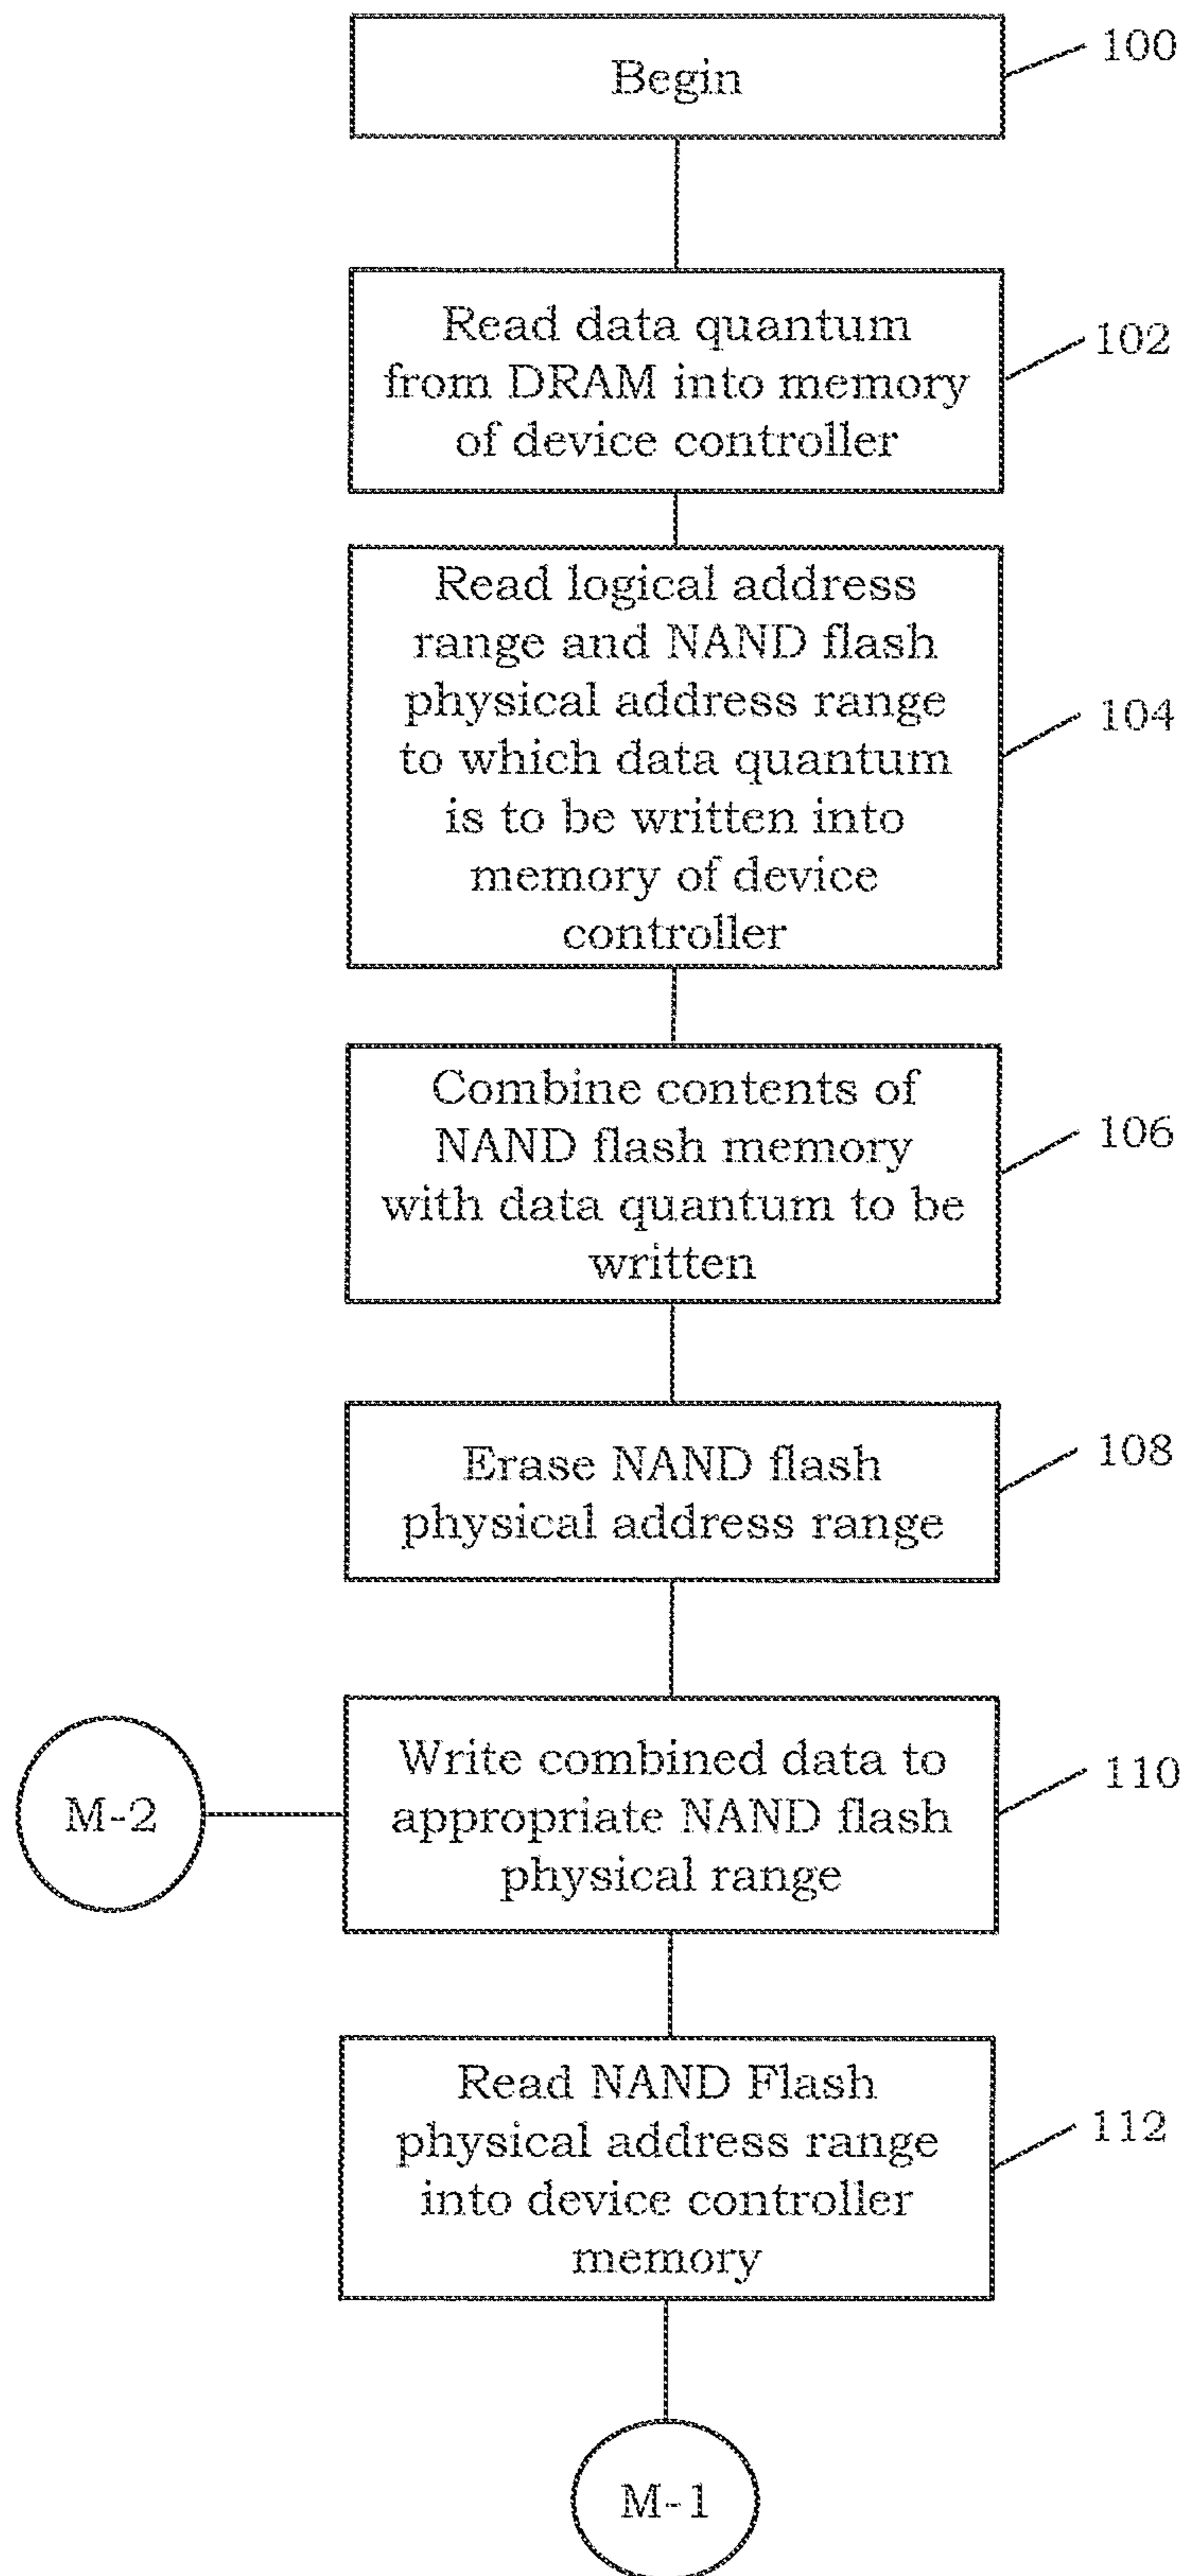 Begin
100
Read data quantum
from DRAM into memory
of device controller
102
Read logical address
range and NAND flash
physical address range
to which data quantum
is to be written into
memory of device
controller
104
Combine contents of
NAND flash memory
with data quantum to be
written
106
Erase NAND flash
physical address range
108
M-2
Write combined data to
appropriate NAND flash
physical range
110
Read NAND Flash
physical address range
into device controller
memory
112
M-1